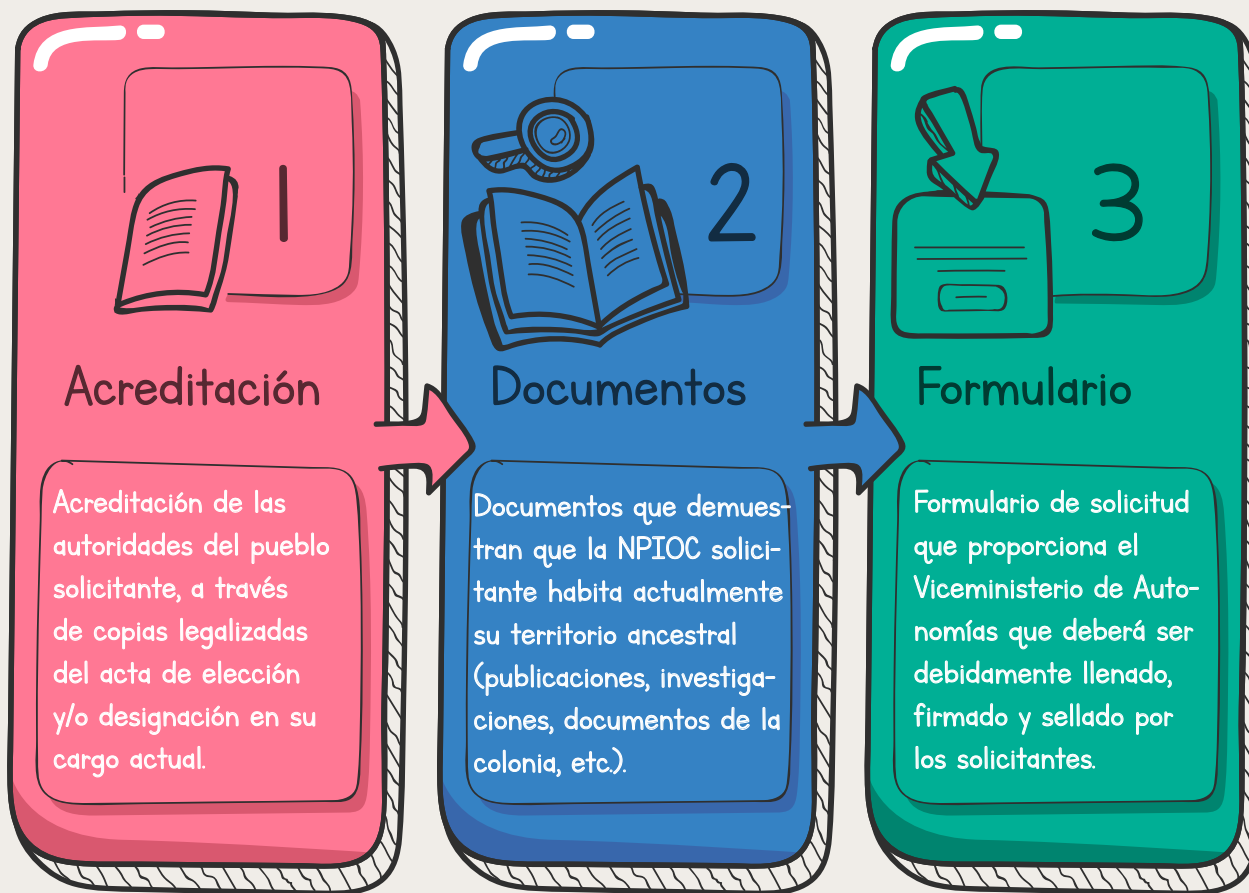 1
Acreditación
Acreditación de las
autoridades del pueblo
solicitante, a través
de copias legalizadas
del acta de elección
y/o designación en su
cargo actual.
2
Documentos
Documentos que demues-
tran que la NPIOC solici-
tante habita actualmente
su territorio ancestral
(publicaciones, investiga-
ciones, documentos de la
colonia, etc.).
3
Formulario
Formulario de solicitud
que proporciona el
Viceministerio de Auto-
nomías que deberá ser
debidamente llenado,
firmado y sellado por
los solicitantes.